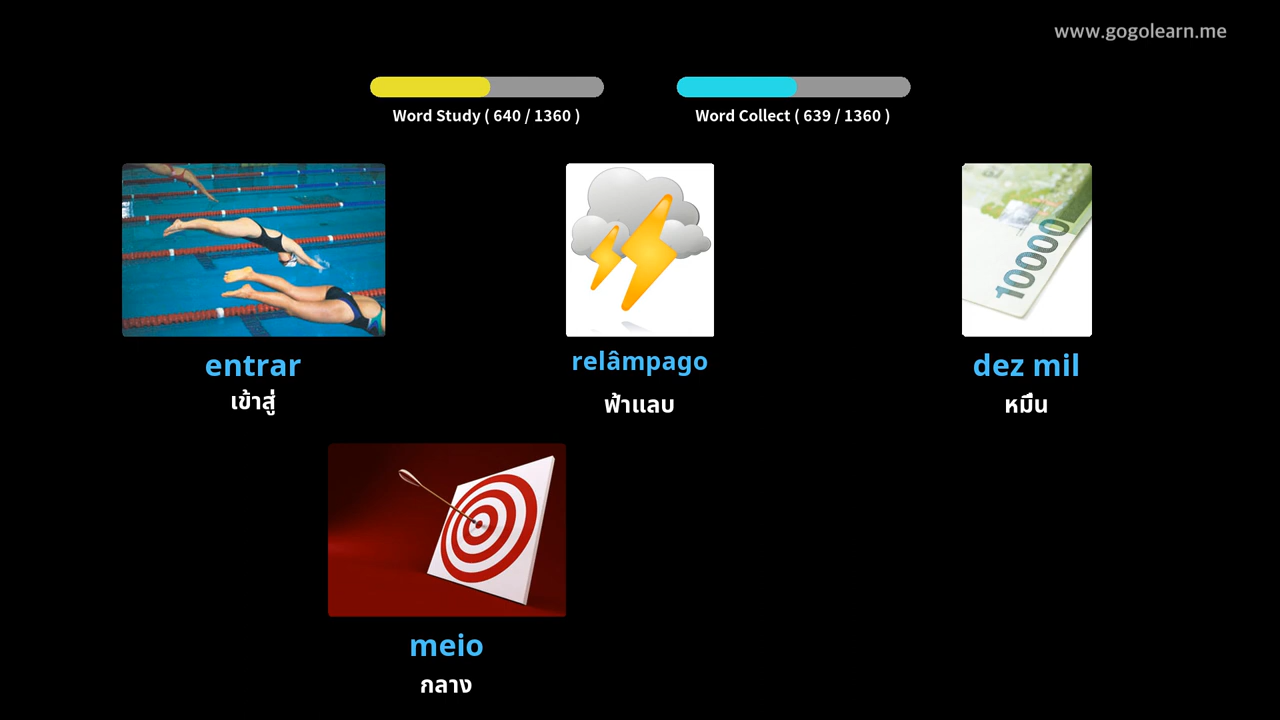 www.gogolearn.me
Word Study ( 640 / 1360 )
Word Collect ( 639 / 1360 )
10000
entrar
เข้าสู่
relâmpago
ฟ้าแลบ
dez mil
หมื่น
meio
กลาง